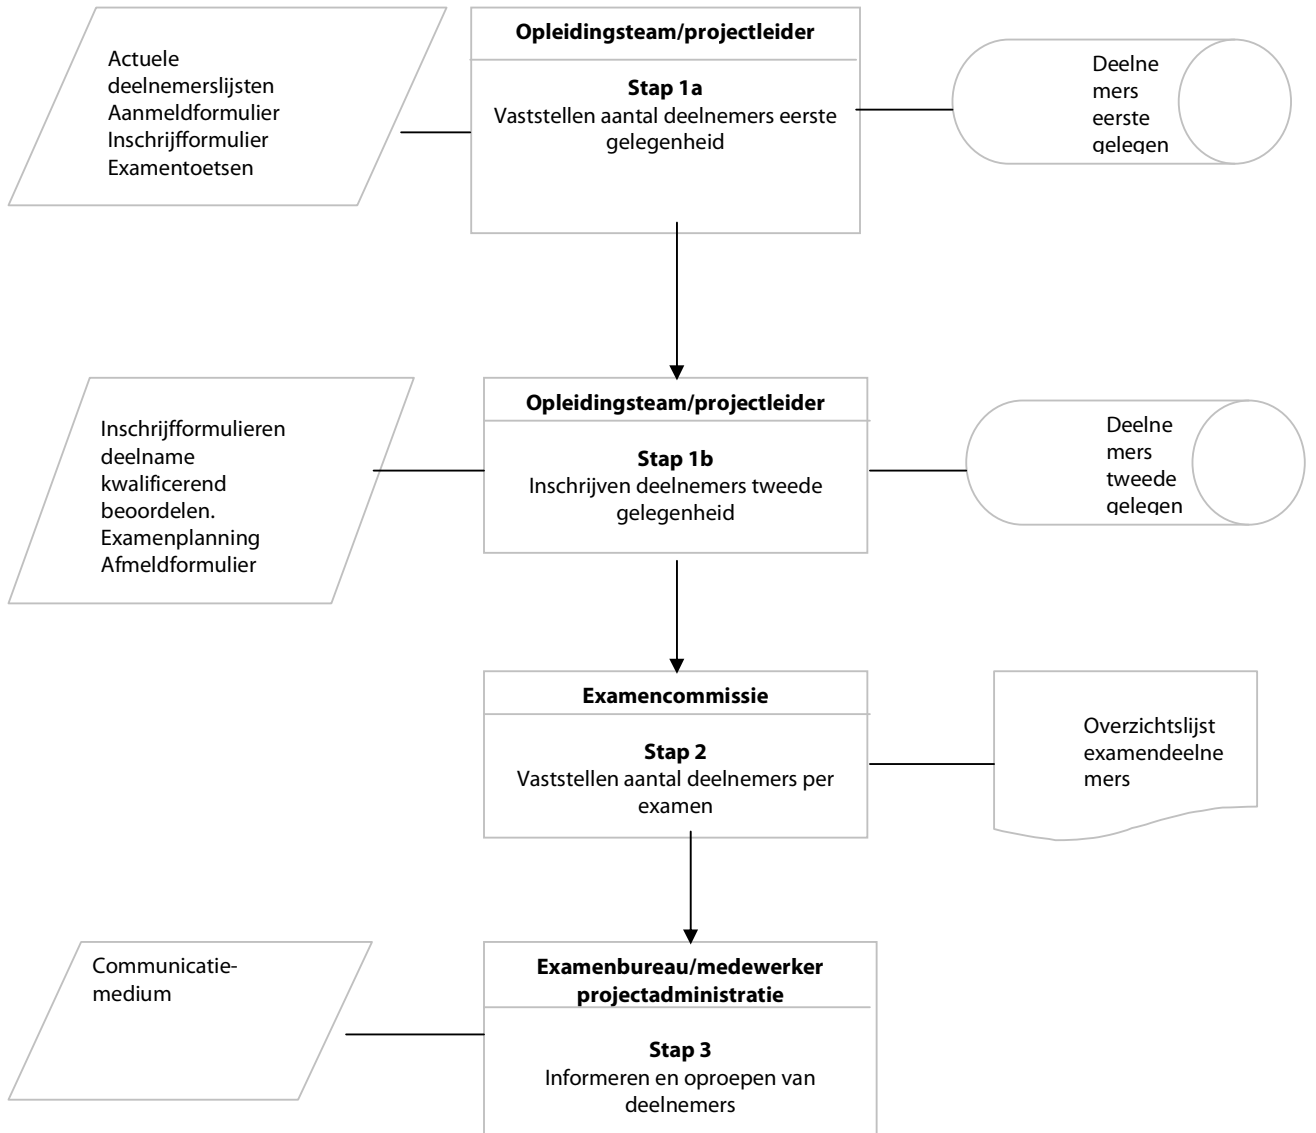 Actuele
deelnemerslijsten
Aanmeldformulier
Inschrijfformulier
Examentoetsen
Opleidingsteam/projectleider
Stap 1a
Vaststellen aantal deelnemers eerste
gelegenheid
Deelne
mers
eerste
gelegen
Inschrijfformulieren
deelname
kwalificerend
beoordelen.
Examenplanning
Afmeldformulier
Opleidingsteam/projectleider
Stap 1b
Inschrijven deelnemers tweede
gelegenheid
Deelne
mers
tweede
gelegen
Examencommissie
Stap 2
Vaststellen aantal deelnemers per
examen
Overzichtslijst
examendeelne
mers
Communicatie-
medium
Examenbureau/medewerker
projectadministratie
Stap 3
Informeren en oproepen van
deelnemers